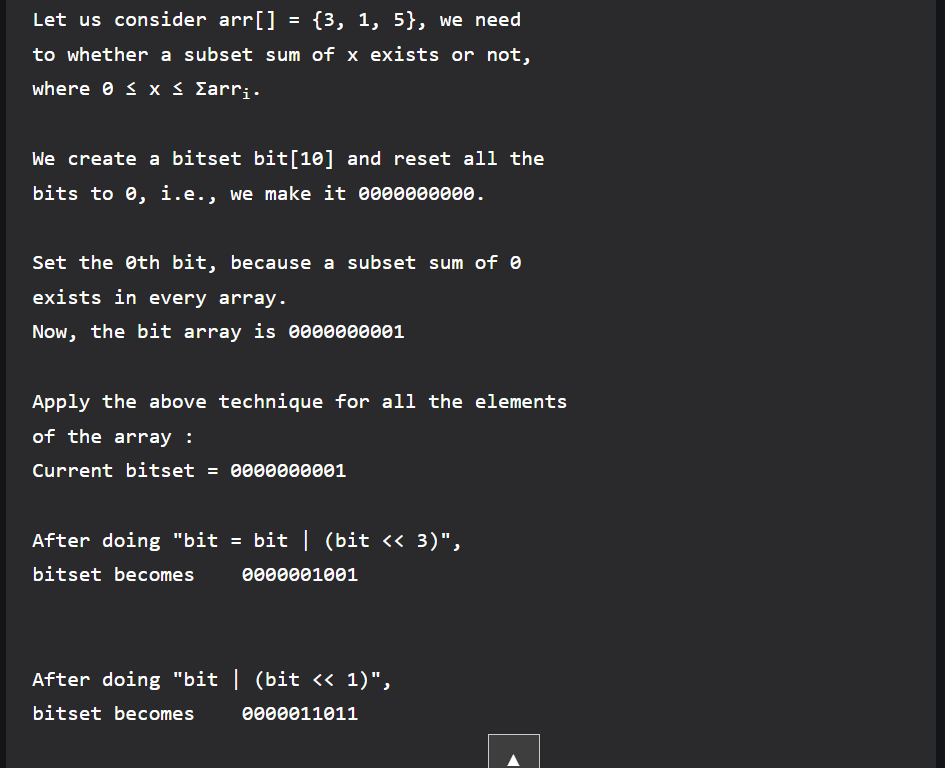 Let us consider arr[] = {3, 1, 5}, we need
to whether a subset sum of x exists or not,
where 0 ≤ x ≤ Σarrᵢ.
We create a bitset bit[10] and reset all the
bits to 0, i.e., we make it 0000000000.
Set the 0th bit, because a subset sum of 0
exists in every array.
Now, the bit array is 0000000001
Apply the above technique for all the elements
of the array :
Current bitset = 0000000001
After doing "bit = bit | (bit << 3)",
bitset becomes    0000001001
After doing "bit | (bit << 1)",
bitset becomes    0000011011